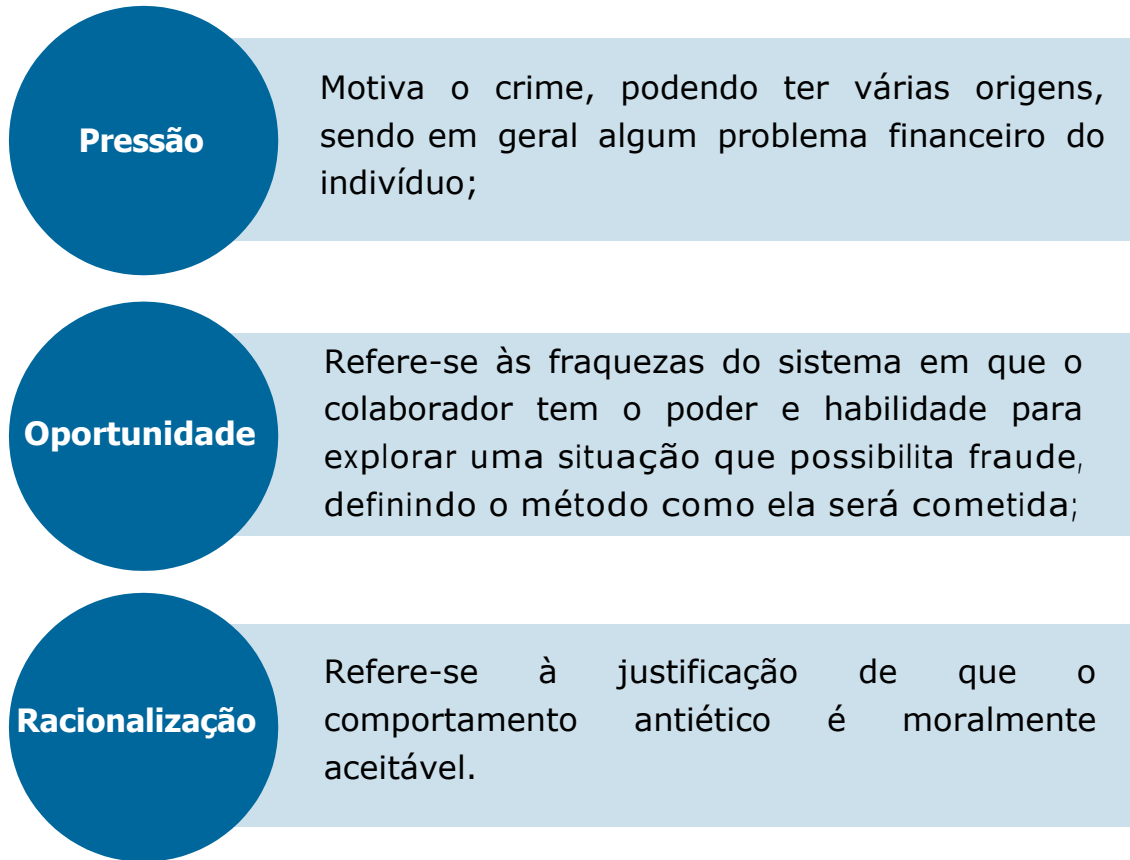 Pressão
Motiva o crime, podendo ter várias origens,
sendo em geral algum problema financeiro do
indivíduo;
Oportunidade
Refere-se às fraquezas do sistema em que o
colaborador tem o poder e habilidade para
explorar uma situação que possibilita fraude,
definindo o método como ela será cometida;
Racionalização
Refere-se à justificação de que o
comportamento antiético é moralmente
aceitável.